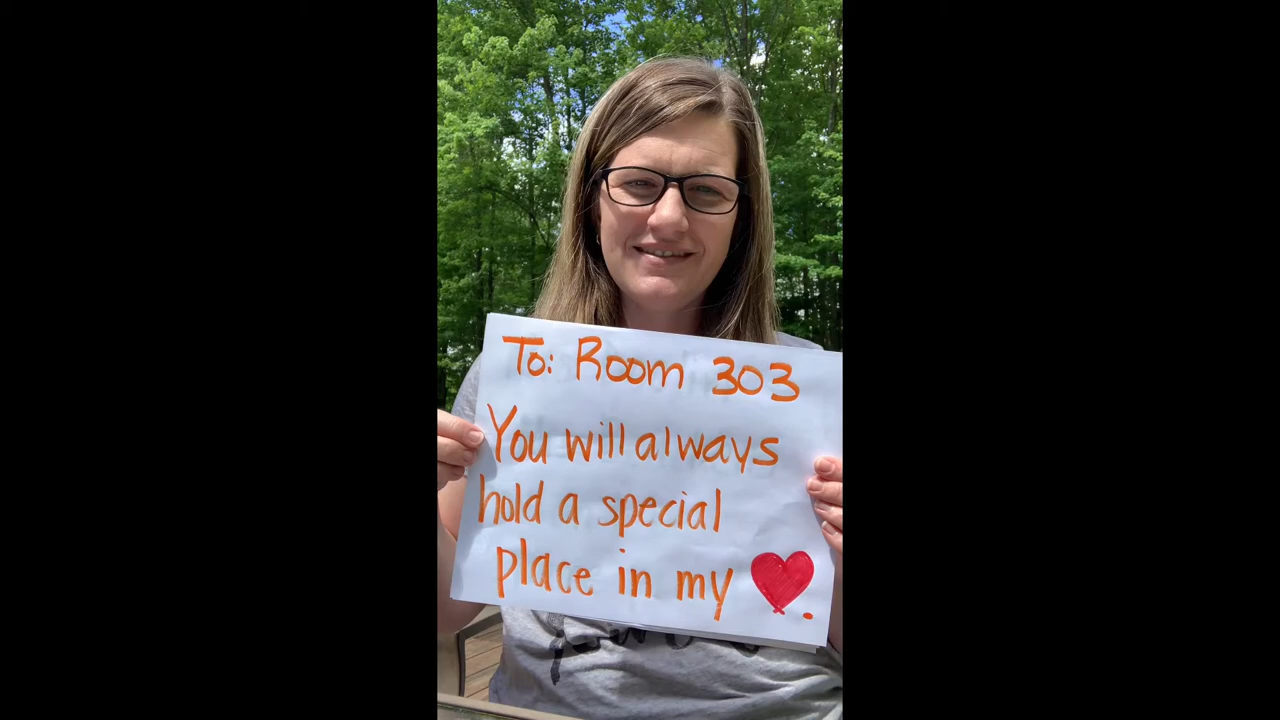 To: Room 303
You will always
hold a special
place in my ❤.